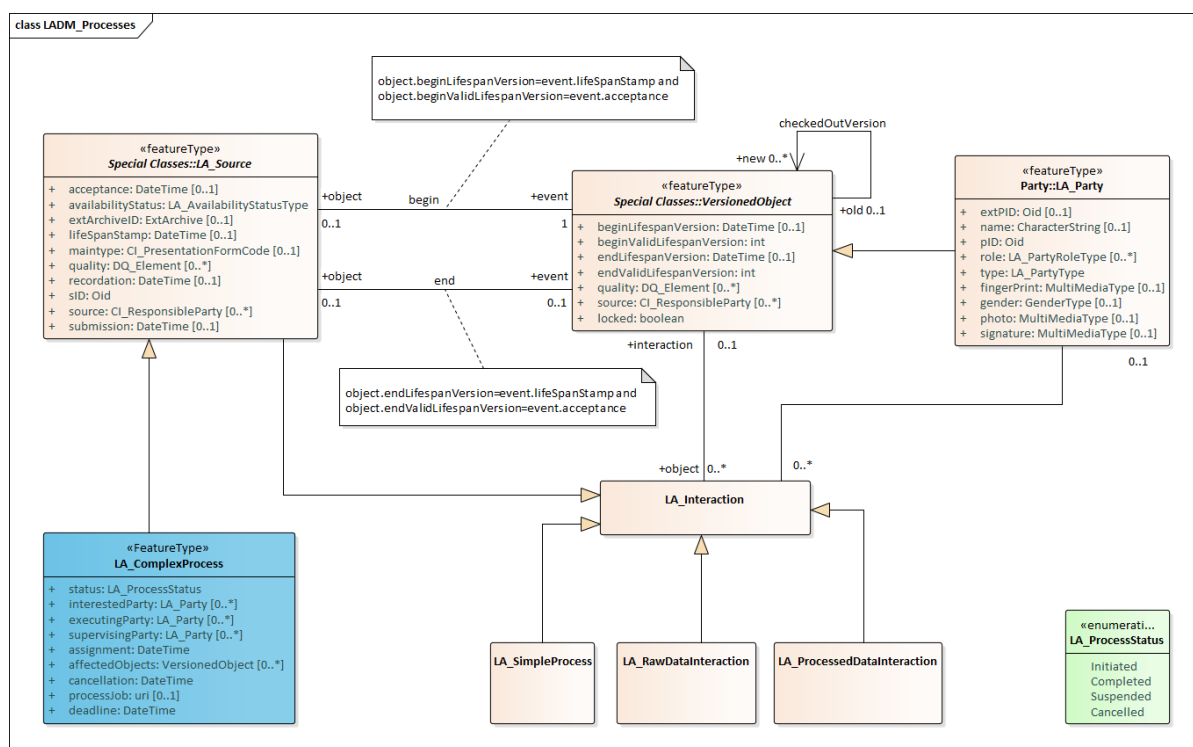 class LADM_Processes
object.beginLifespanVersion=event.lifeSpanStamp and
object.beginValidLifespanVersion=event.acceptance
checkedOutVersion
+new 0..*
+old 0..1
«featureType»
Special Classes::LA_Source
+ acceptance: DateTime [0..1]
+ availabilityStatus: LA_AvailabilityStatusType
+ extArchiveID: ExtArchive [0..1]
+ lifeSpanStamp: DateTime [0..1]
+ maintype: CI_PresentationFormCode [0..1]
+ quality: DQ_Element [0..*]
+ recordation: DateTime [0..1]
+ sID: Oid
+ source: CI_ResponsibleParty [0..*]
+ submission: DateTime [0..1]
+object
begin
+event
0..1
1
+object
end
+event
0..1
0..1
«featureType»
Special Classes::VersionedObject
+ beginLifespanVersion: DateTime [0..1]
+ beginValidLifespanVersion: int
+ endLifespanVersion: DateTime [0..1]
+ endValidLifespanVersion: int
+ quality: DQ_Element [0..*]
+ source: CI_ResponsibleParty [0..*]
+ locked: boolean
«featureType»
Party::LA_Party
+ extPID: Oid [0..1]
+ name: CharacterString [0..1]
+ pID: Oid
+ role: LA_PartyRoleType [0..*]
+ type: LA_PartyType
+ fingerPrint: MultiMediaType [0..1]
+ gender: GenderType [0..1]
+ photo: MultiMediaType [0..1]
+ signature: MultiMediaType [0..1]
+interaction
0..1
0..1
object.endLifespanVersion=event.lifeSpanStamp and
object.endValidLifespanVersion=event.acceptance
+object
0..*
0..*
LA_Interaction
«FeatureType»
LA_ComplexProcess
+ status: LA_ProcessStatus
+ interestedParty: LA_Party [0..*]
+ executingParty: LA_Party [0..*]
+ supervisingParty: LA_Party [0..*]
+ assignment: DateTime
+ affectedObjects: VersionedObject [0..*]
+ cancellation: DateTime
+ processJob: uri [0..1]
+ deadline: DateTime
LA_SimpleProcess
LA_RawDataInteraction
LA_ProcessedDataInteraction
«enumerati...
LA_ProcessStatus
Initiated
Completed
Suspended
Cancelled